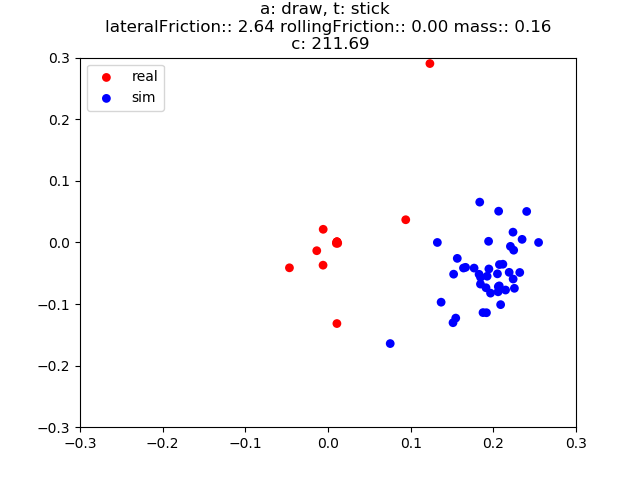 a: draw, t: stick
lateralFriction:: 2.64 rollingFriction:: 0.00 mass:: 0.16
c: 211.69
real
sim
0.3
0.2
0.1
0.0
−0.1
−0.2
−0.3
−0.3
−0.2
−0.1
0.0
0.1
0.2
0.3